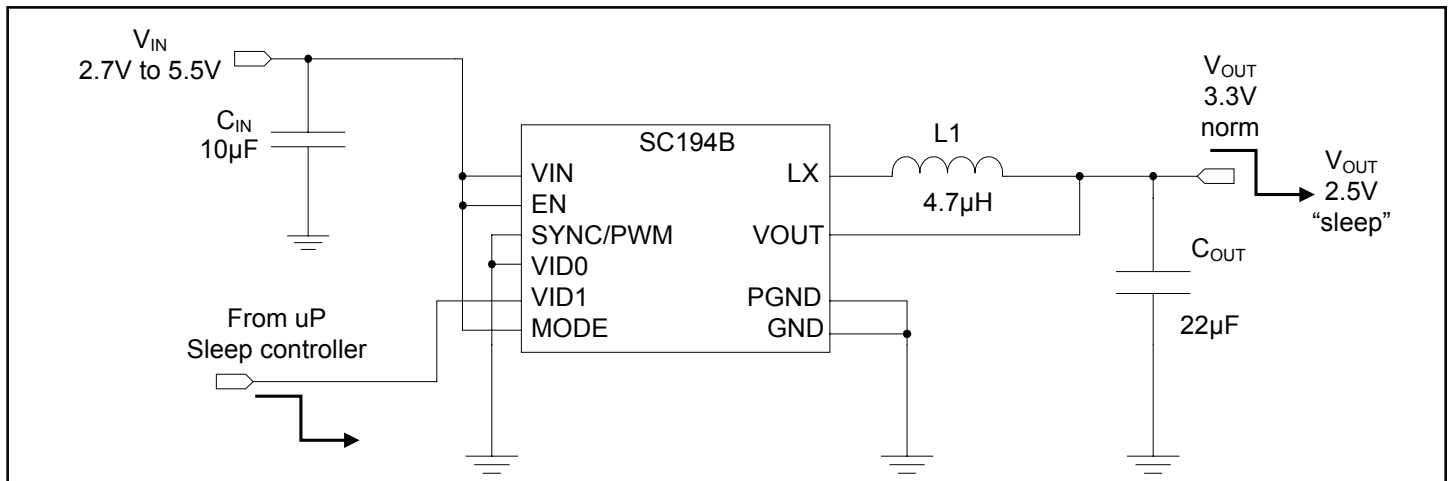 VIN
2.7V to 5.5V
CIN
10µF
SC194B
VIN
EN
SYNC/PWM
VID0
VID1
MODE
LX
VOUT
PGND
GND
L1
4.7µH
VOUT
3.3V
norm
VOUT
2.5V
“sleep”
COUT
22µF
From uP
Sleep controller